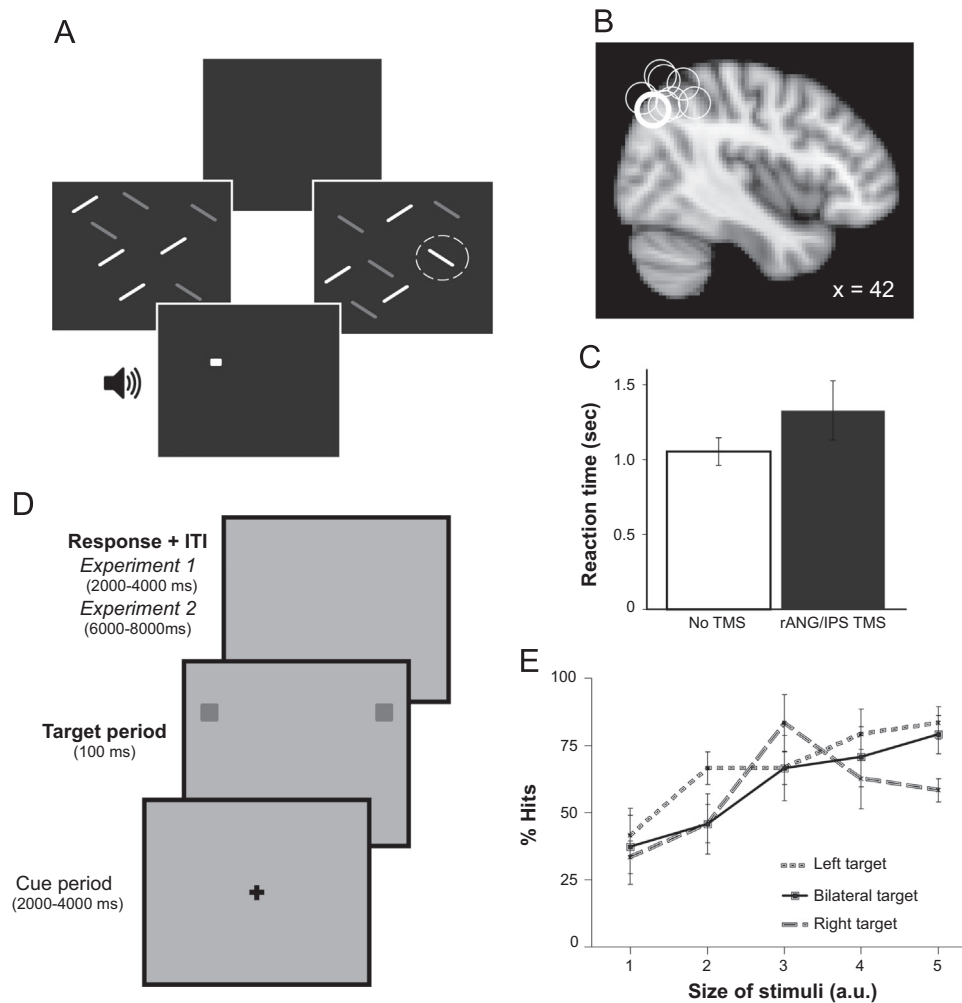 A
B
x = 42
C
Reaction time (sec)
1.5
1.0
0.5
0
No TMS
rANG/IPS TMS
D
Response + ITI
Experiment 1
(2000-4000 ms)
Experiment 2
(6000-8000ms)
Target period
(100 ms)
Cue period
(2000-4000 ms)
E
% Hits
100
75
50
25
0
Left target
Bilateral target
Right target
1 2 3 4 5
Size of stimuli (a.u.)